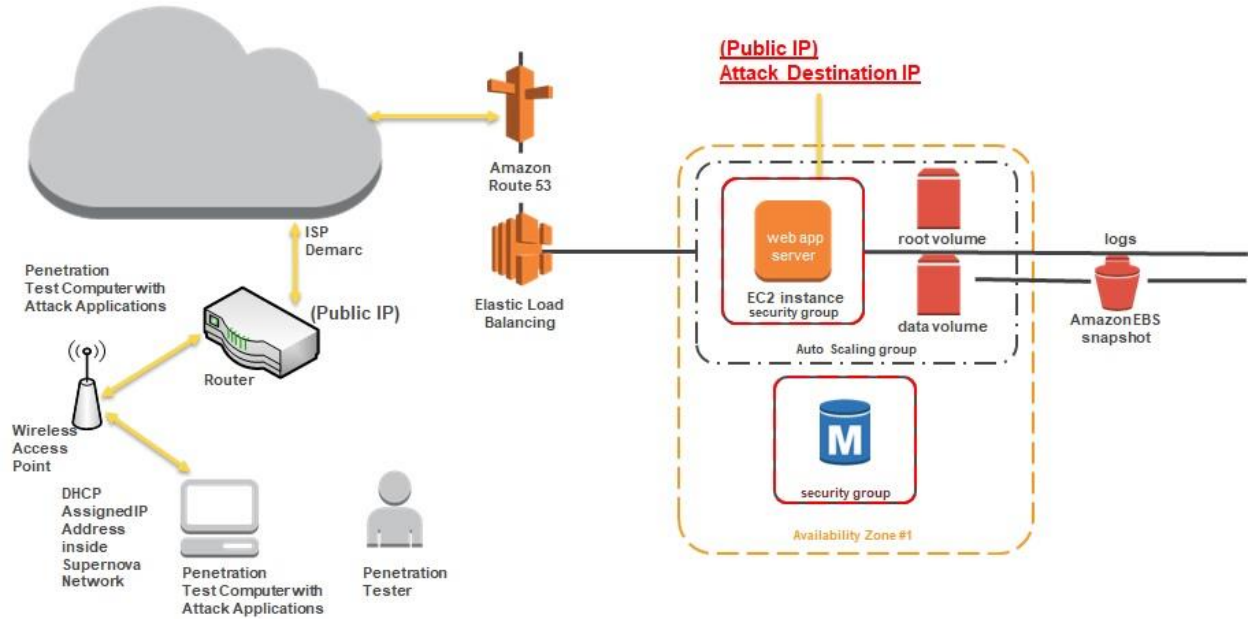 (Public IP)
Attack Destination IP
Amazon
Route 53
ISP
Demarc
Penetration
Test Computer with
Attack Applications
(Public IP)
Router
Elastic Load
Balancing
web app
server
EC2 instance
security group
root volume
data volume
Auto Scaling group
logs
Amazon EBS
snapshot
Wireless
Access
Point
DHCP
Assigned IP
Address
inside
Supernova
Network
Penetration
Test Computer with
Attack Applications
Penetration
Tester
M
security group
Availability Zone #1